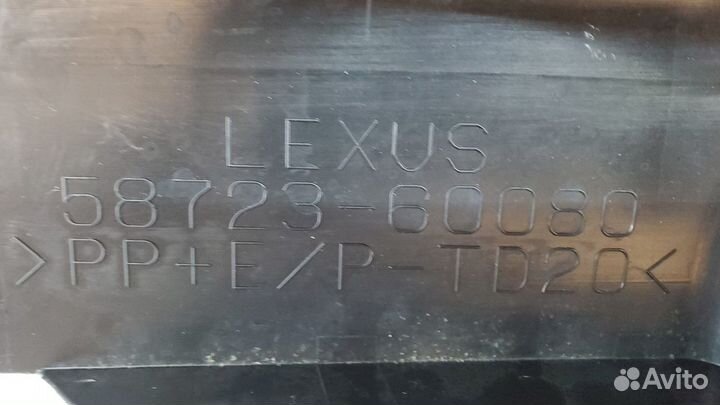 LEXUS
58723-60080
>PP+E/P-TD20<
Avito